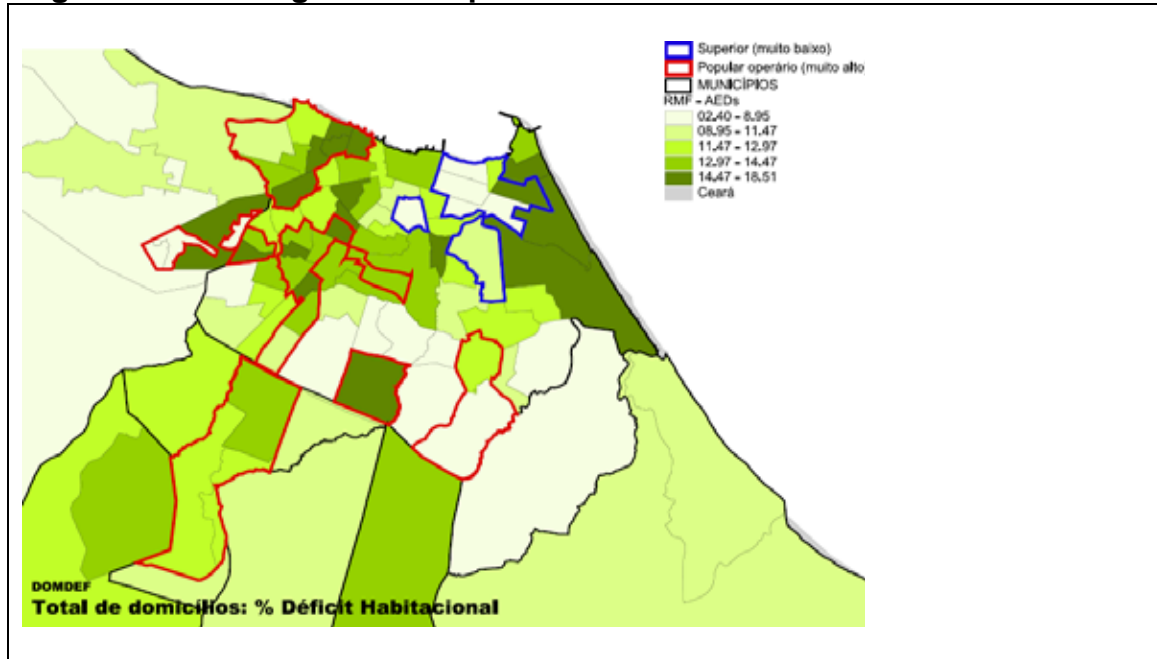 Superior (muito baixo)
Popular operário (muito alto
MUNICÍPIOS
RMF - AEDs
02.40 - 8.95
08.95 - 11.47
11.47 - 12.97
12.97 - 14.47
14.47 - 18.51
Ceará
DOMDEF
Total de domicílios: % Déficit Habitacional